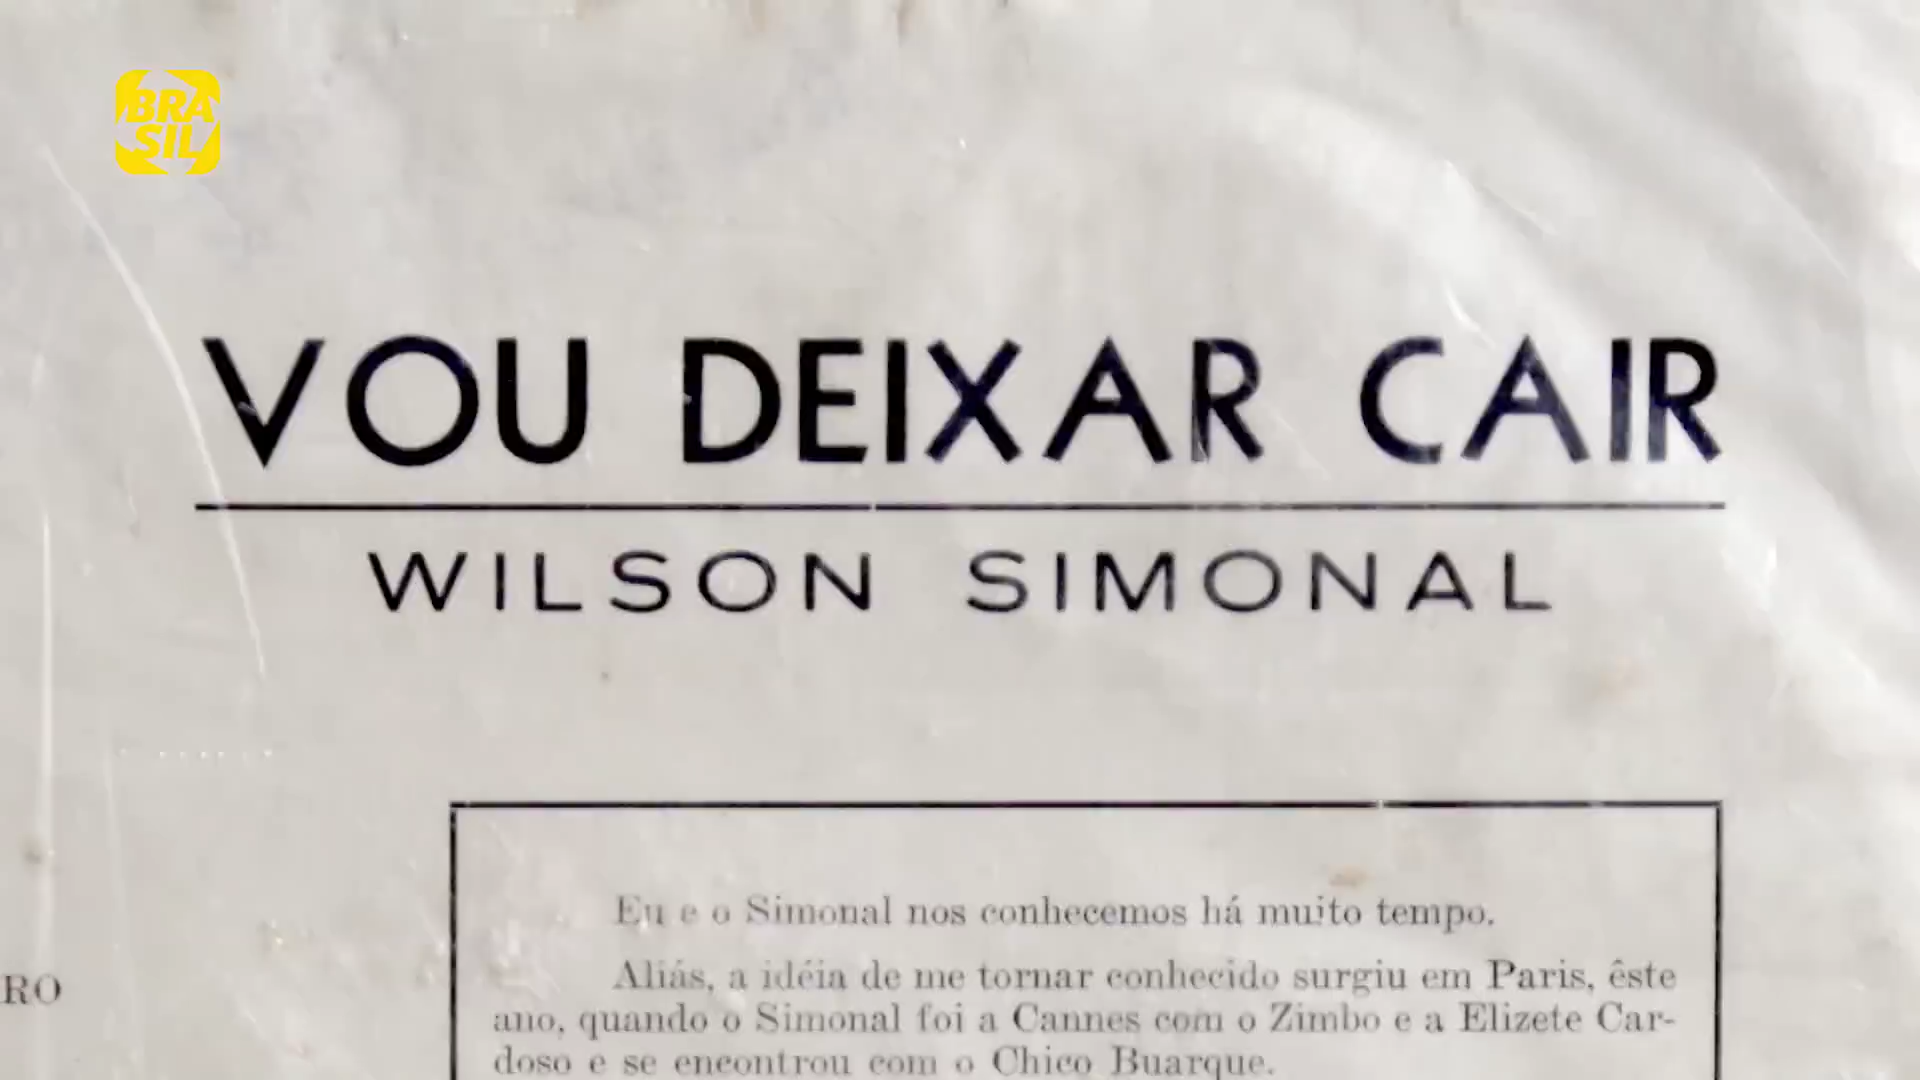 BRA
SIL
VOU DEIXAR CAIR
WILSON SIMONAL
Eu e o Simonal nos conhecemos há muito tempo.
Aliás, a idéia de me tornar conhecido surgiu em Paris, êste
ano, quando o Simonal foi a Cannes com o Zimbo e a Elizete Car-
doso e se encontrou com o Chico Buarque.
RO